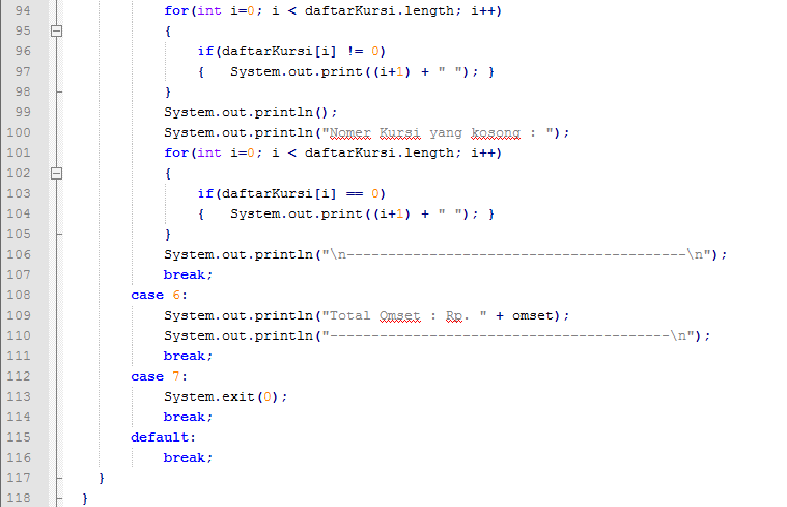 94 for(int i=0; i < daftarKursi.length; i++)
95 {
96 if(daftarKursi[i] != 0)
97 { System.out.print((i+1) + " "); }
98 }
99 System.out.println();
100 System.out.println("Nomer Kursi yang kosong : ");
101 for(int i=0; i < daftarKursi.length; i++)
102 {
103 if(daftarKursi[i] == 0)
104 { System.out.print((i+1) + " "); }
105 }
106 System.out.println("\n-----------------------------------------\n");
107 break;
108 case 6:
109 System.out.println("Total Omset : Rp. " + omset);
110 System.out.println("-----------------------------------------\n");
111 break;
112 case 7:
113 System.exit(0);
114 break;
115 default:
116 break;
117 }
118 }